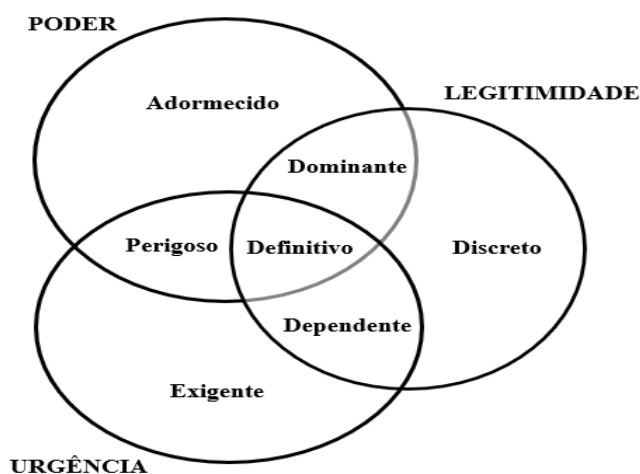 PODER
LEGITIMIDADE
Adormecido
Dominante
Perigoso
Definitivo
Discreto
Dependente
Exigente
URGÊNCIA